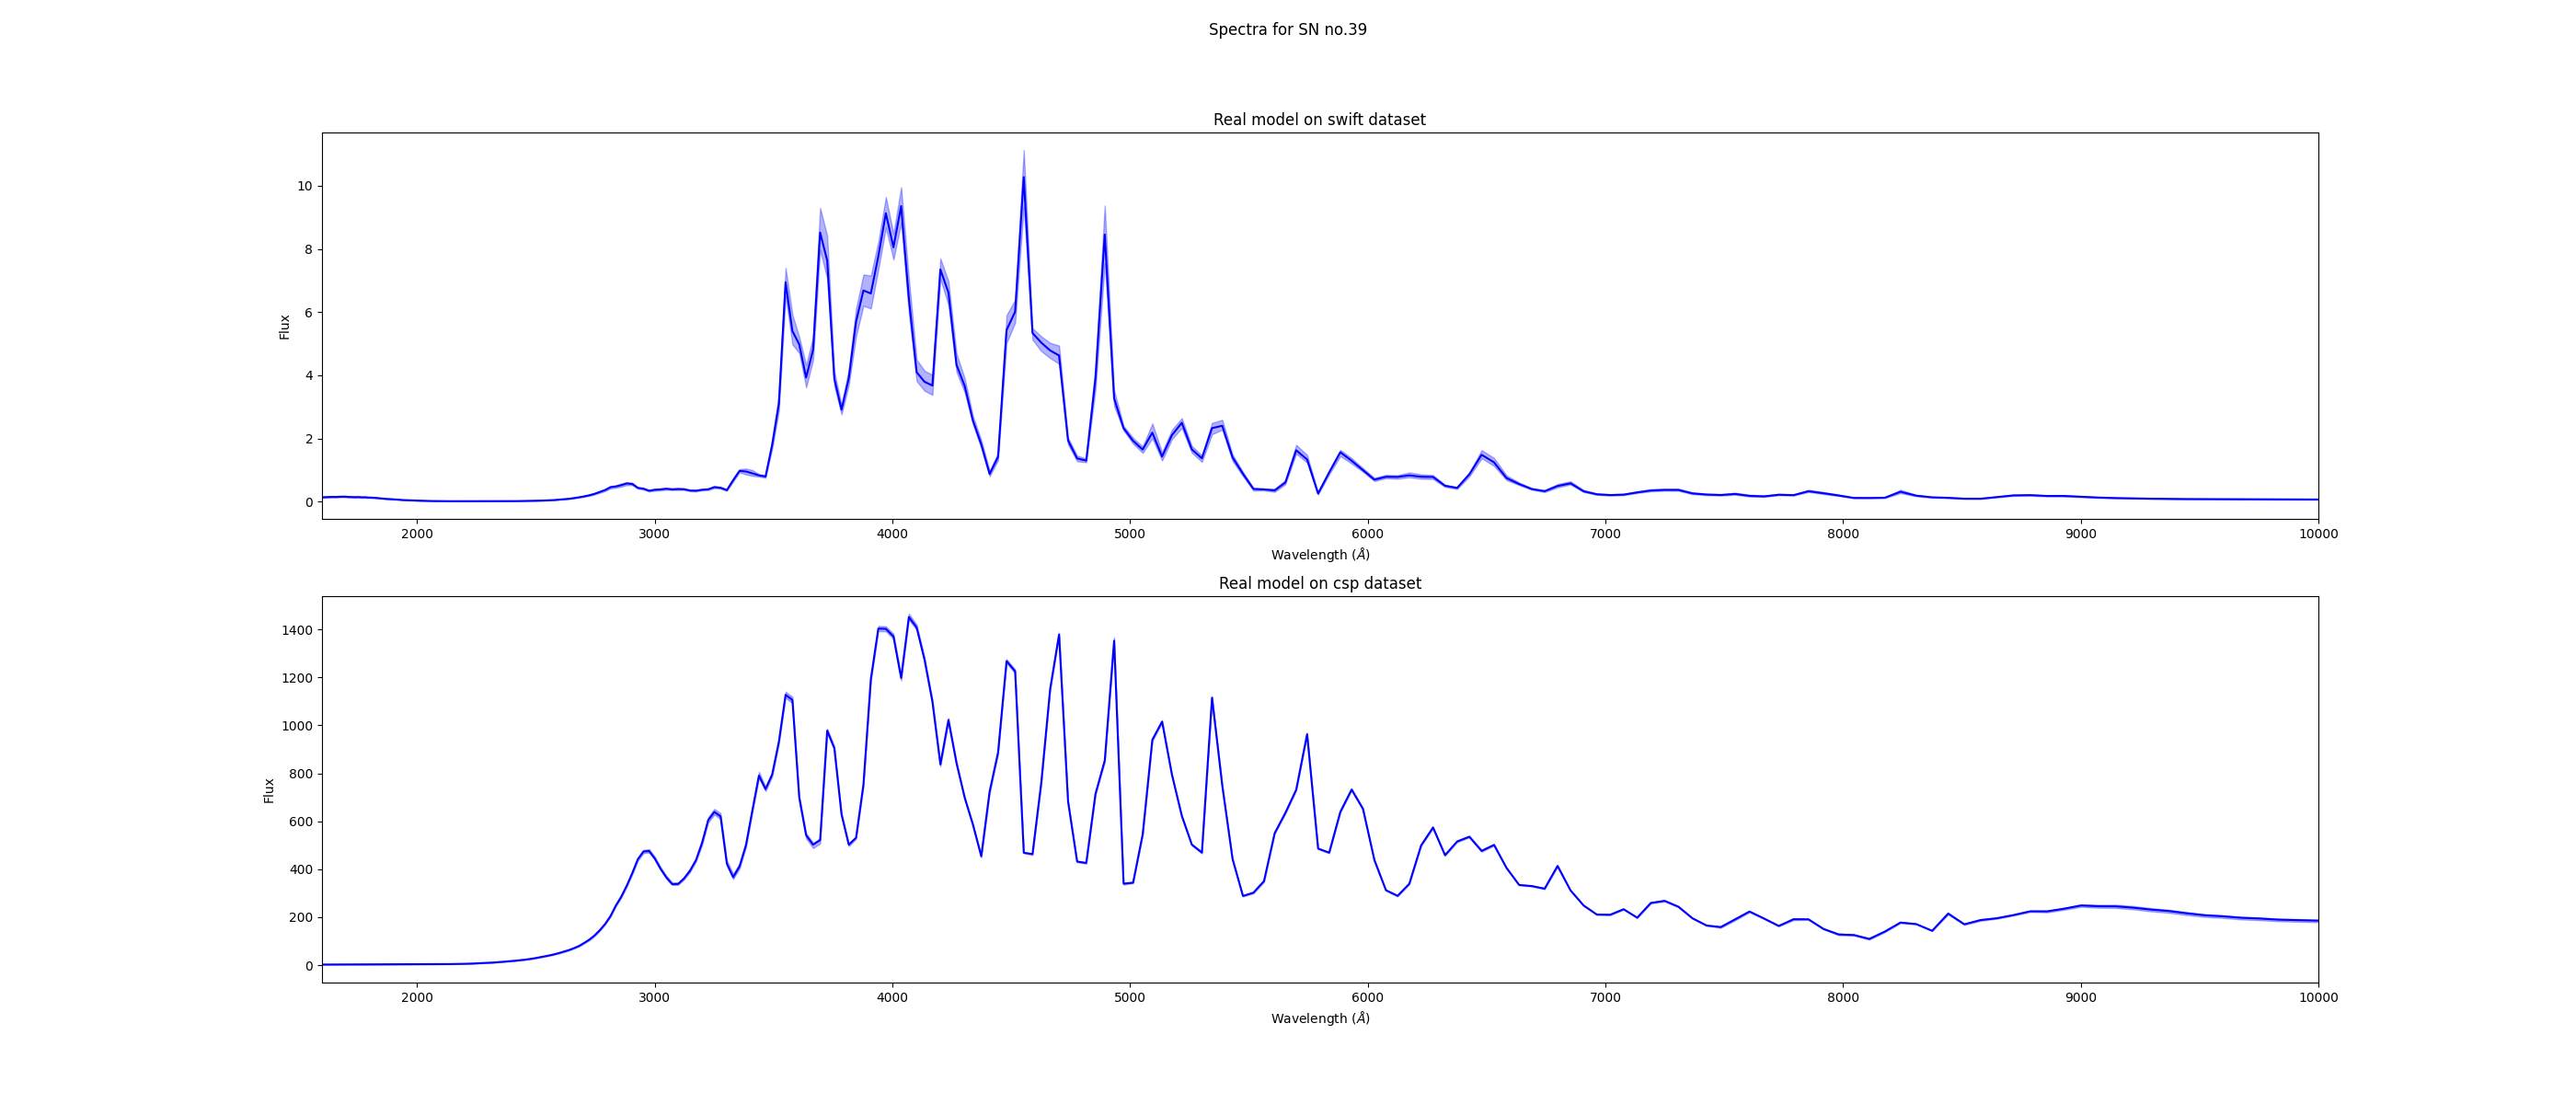 Spectra for SN no.39
Real model on swift dataset
Flux
10
8
6
4
2
0
2000 3000 4000 5000 6000 7000 8000 9000 10000
Wavelength (Å)
Real model on csp dataset
Flux
1400
1200
1000
800
600
400
200
0
2000 3000 4000 5000 6000 7000 8000 9000 10000
Wavelength (Å)